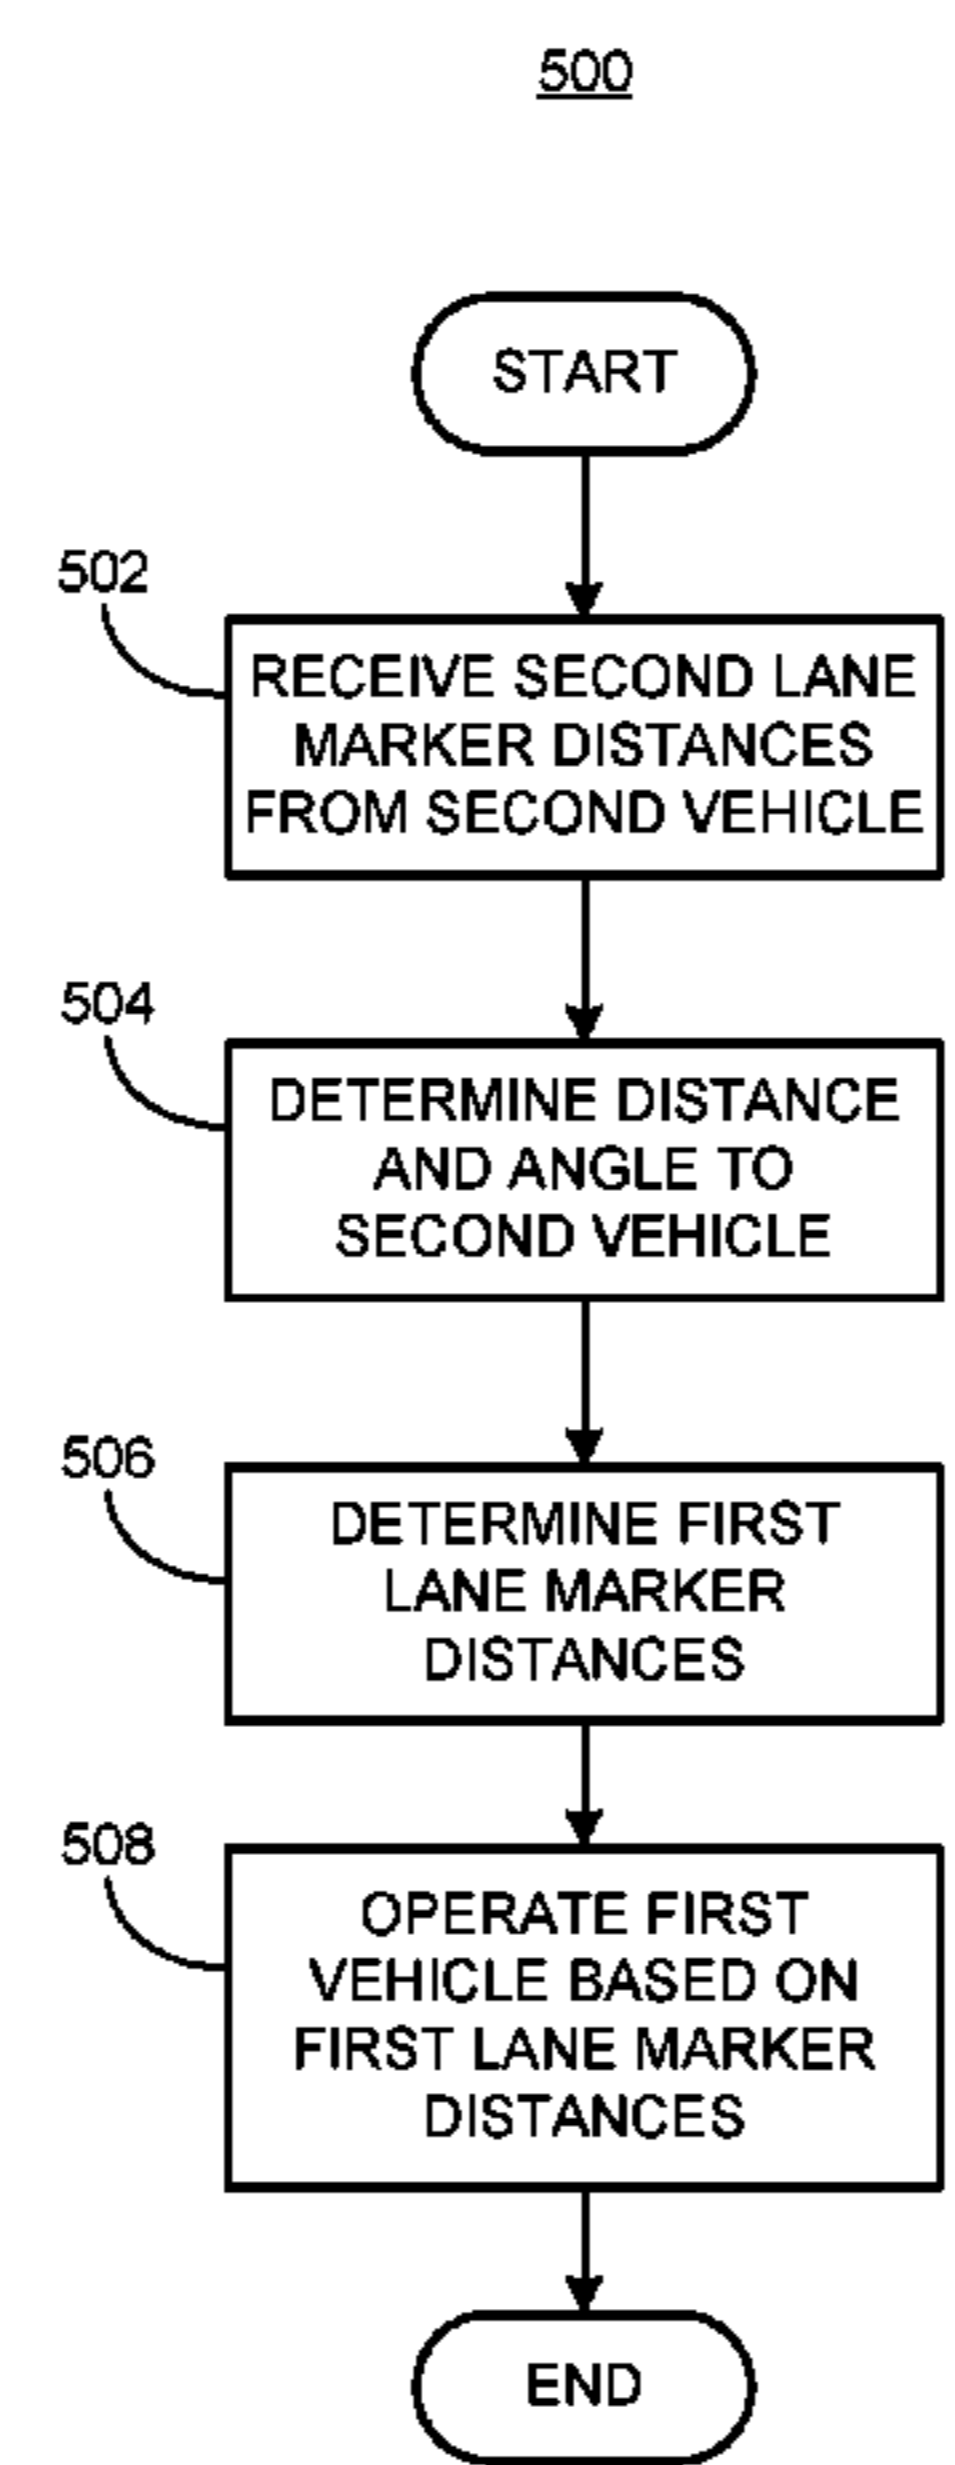 500
START
502
RECEIVE SECOND LANE
MARKER DISTANCES
FROM SECOND VEHICLE
504
DETERMINE DISTANCE
AND ANGLE TO
SECOND VEHICLE
506
DETERMINE FIRST
LANE MARKER
DISTANCES
508
OPERATE FIRST
VEHICLE BASED ON
FIRST LANE MARKER
DISTANCES
END